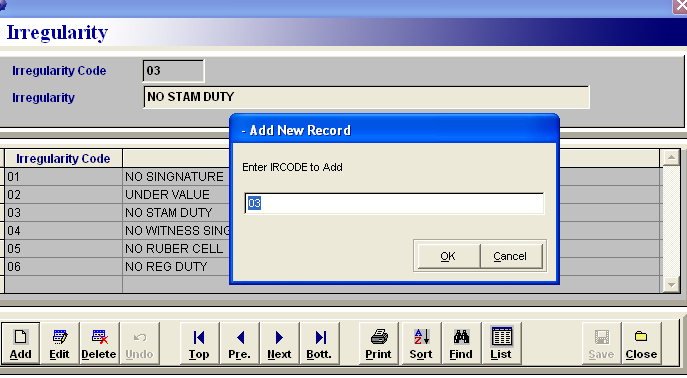 Irregularity
Irregularity Code 03
Irregularity NO STAM DUTY
- Add New Record
Enter IRCODE to Add
03
OK Cancel
Irregularity Code
01 NO SINGNATURE
02 UNDER VALUE
03 NO STAM DUTY
04 NO WITNESS SING
05 NO RUBER CELL
06 NO REG DUTY
Add Edit Delete Undo Top Pre. Next Bott. Print Sort Find List Save Close